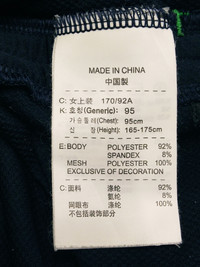 MADE IN CHINA
中国製
C: 女上装 170/92A
K: 호칭(Generic): 95
가슴둘레(Chest): 95cm
신 장(Height): 165-175cm
E: BODY POLYESTER 92%
SPANDEX 8%
MESH POLYESTER 100%
EXCLUSIVE OF DECORATION
C: 面料 涤纶 92%
氨纶 8%
网眼布 涤纶 100%
不包括装饰部分